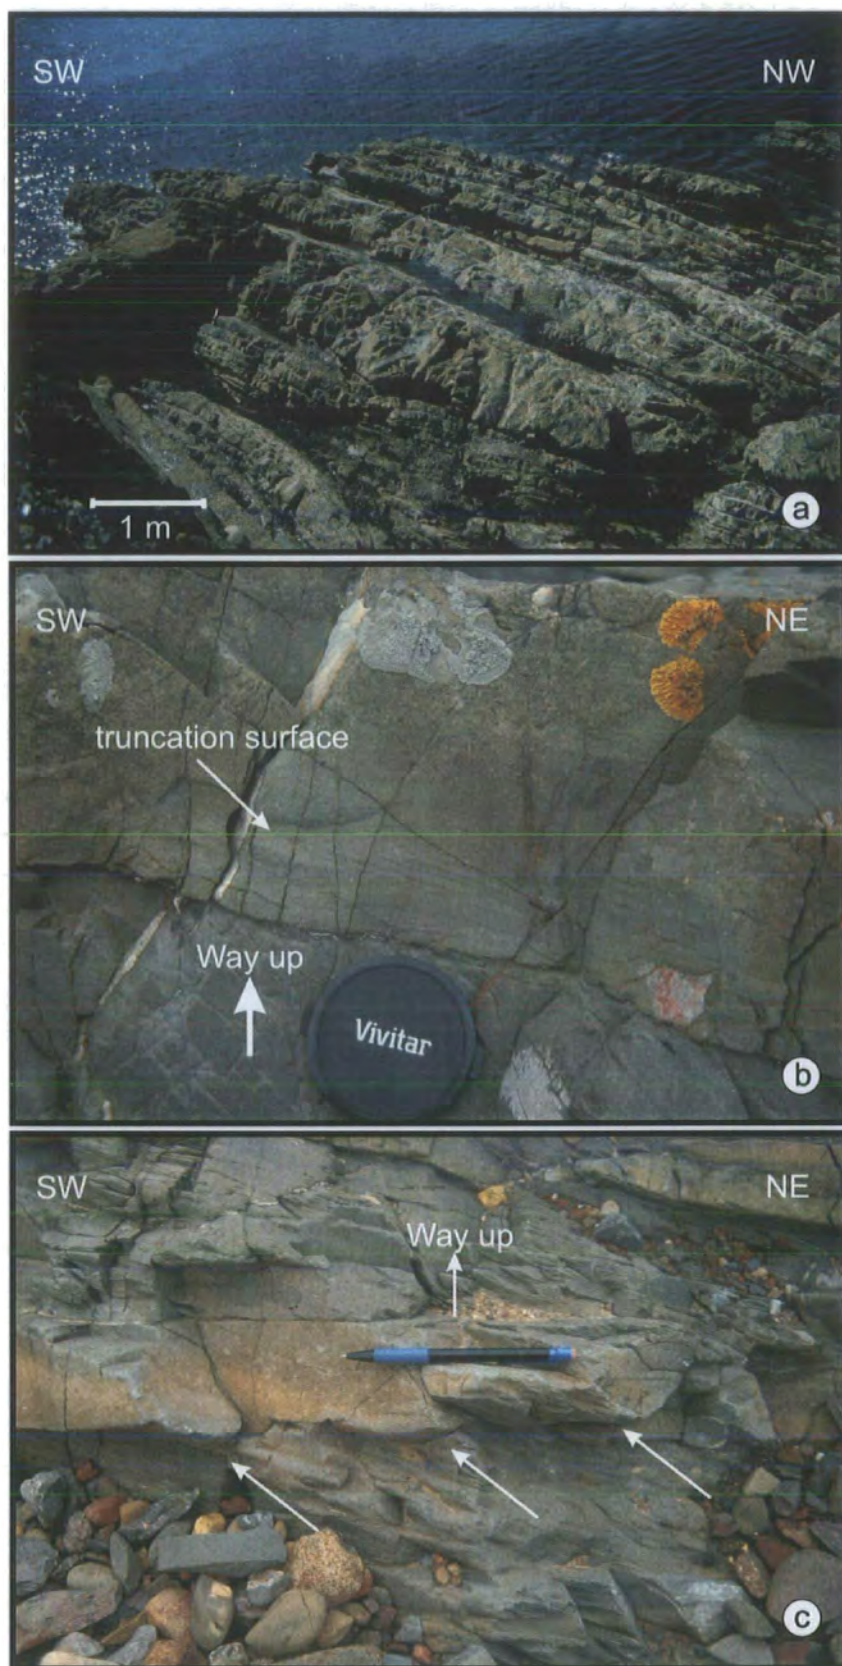 SW NW
1 m
a
SW NE
truncation surface
Way up
Vivitar
b
SW NE
Way up
c